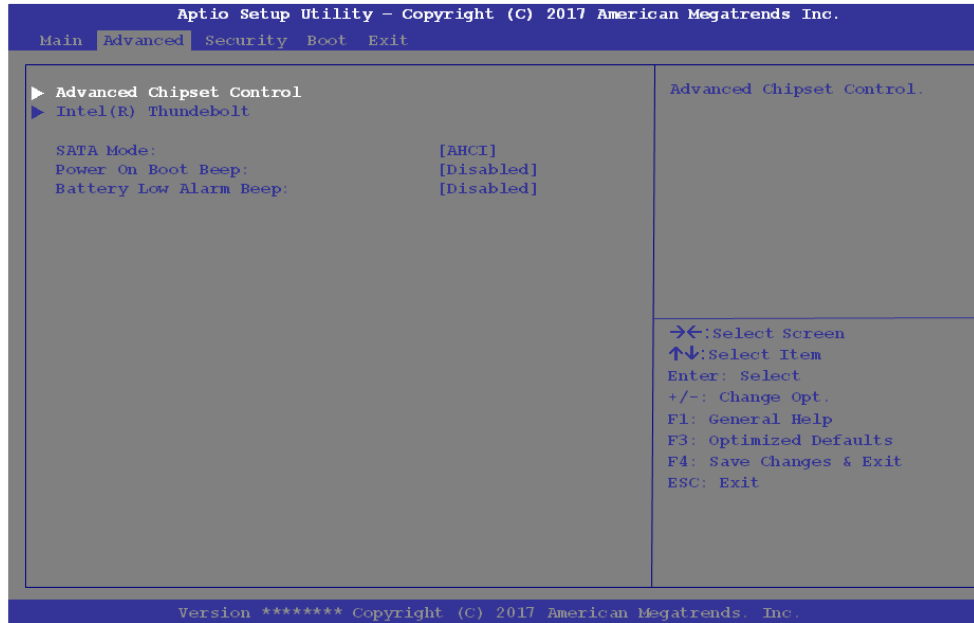 Aptio Setup Utility – Copyright (C) 2017 American Megatrends Inc.
Main Advanced Security Boot Exit
▶ Advanced Chipset Control
▶ Intel(R) Thundebolt
SATA Mode: [AHCI]
Power On Boot Beep: [Disabled]
Battery Low Alarm Beep: [Disabled]
Advanced Chipset Control.
→←:Select Screen
↑↓:Select Item
Enter: Select
+/-: Change Opt.
F1: General Help
F3: Optimized Defaults
F4: Save Changes & Exit
ESC: Exit
Version ******** Copyright (C) 2017 American Megatrends. Inc.